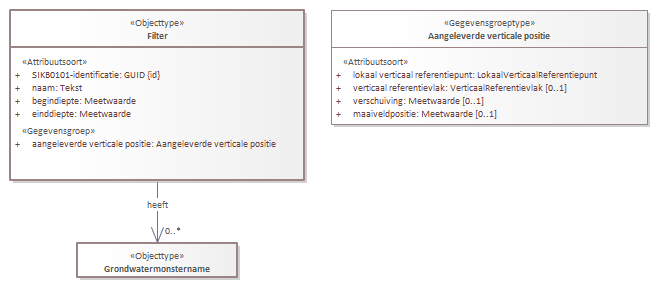 «Objecttype»
Filter
«Attribuutsoort»
+ SIKB0101-identificatie: GUID {id}
+ naam: Tekst
+ begindiepte: Meetwaarde
+ einddiepte: Meetwaarde
«Gegevensgroep»
+ aangeleverde verticale positie: Aangeleverde verticale positie
«Gegevensgroeptype»
Aangeleverde verticale positie
«Attribuutsoort»
+ lokaal verticaal referentiepunt: LokaalVerticaalReferentiepunt
+ verticaal referentievlak: VerticaalReferentievlak [0..1]
+ verschuiving: Meetwaarde [0..1]
+ maaiveldpositie: Meetwaarde [0..1]
heeft
0..*
«Objecttype»
Grondwatermonstername